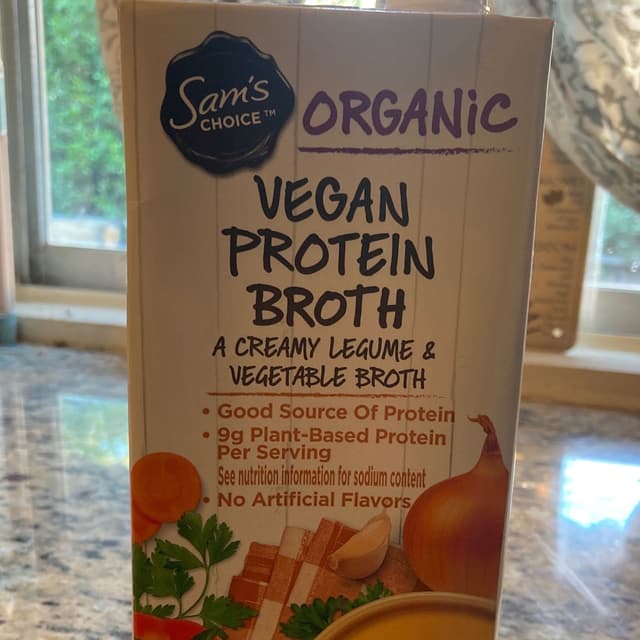 Sam's
CHOICE™
ORGANiC
VEGAN
PROTEIN
BROTH
A CREAMY LEGUME &
VEGETABLE BROTH
• Good Source Of Protein
• 9g Plant-Based Protein
Per Serving
See nutrition information for sodium content
• No Artificial Flavors